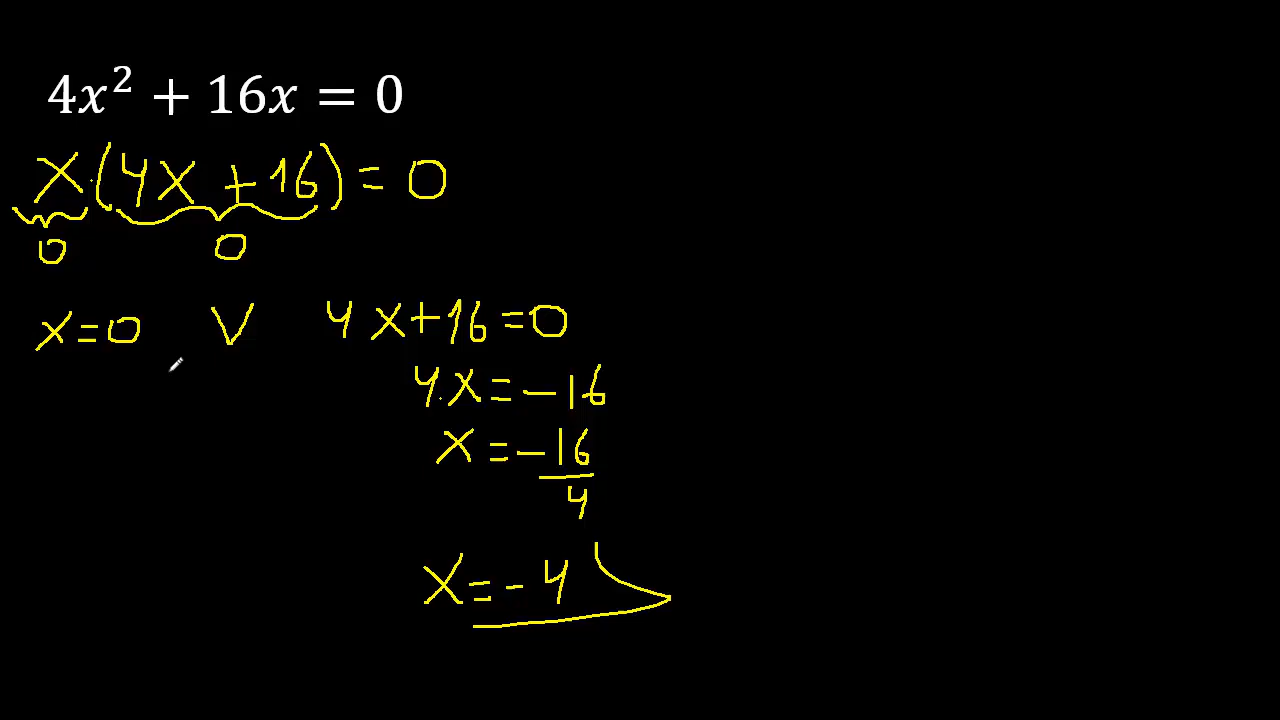 4x² + 16x = 0
x·(4x + 16) = 0
0 0
x=0 V 4x+16=0
4·x=-16
x=-16
4
x=-4